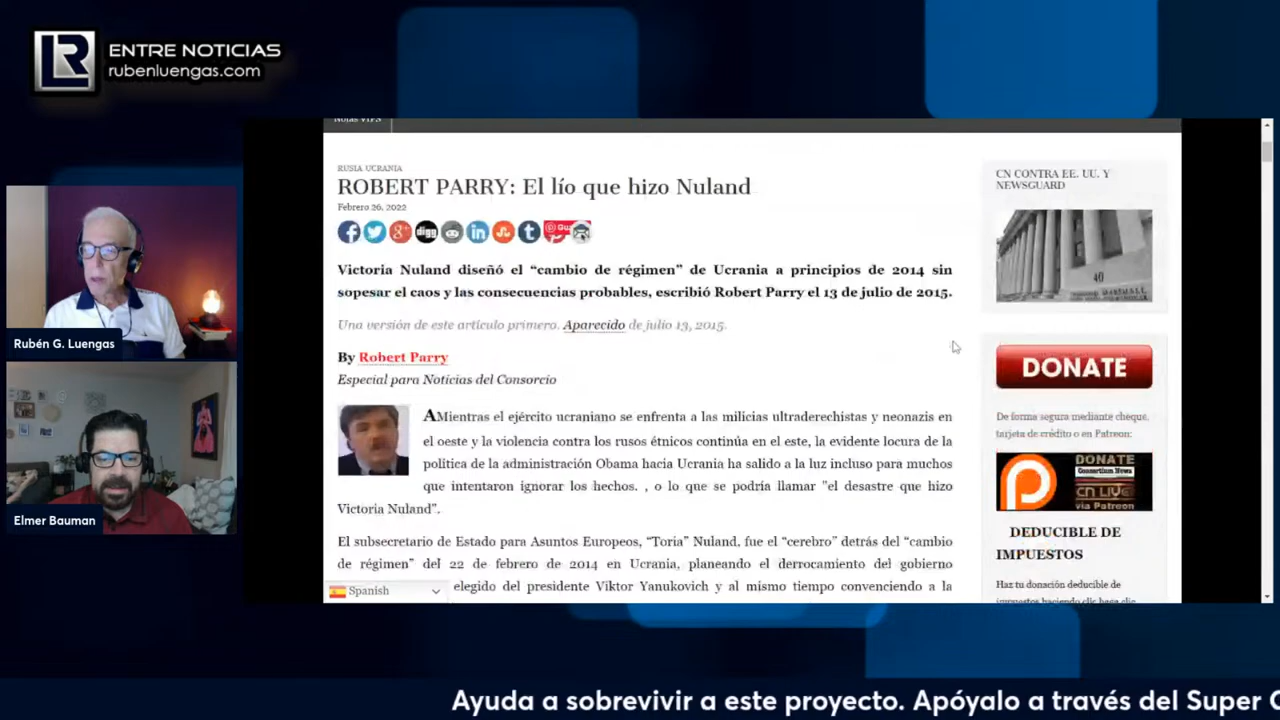 ENTRE NOTICIAS
rubenluengas.com
Notas VIPS
RUSIA UCRANIA
ROBERT PARRY: El lío que hizo Nuland
Febrero 26, 2022
digg
Victoria Nuland diseñó el “cambio de régimen” de Ucrania a principios de 2014 sin
sopesar el caos y las consecuencias probables, escribió Robert Parry el 13 de julio de 2015.
Una versión de este artículo primero. Aparecido de julio 13, 2015.
By Robert Parry
Especial para Noticias del Consorcio
AMientras el ejército ucraniano se enfrenta a las milicias ultraderechistas y neonazis en
el oeste y la violencia contra los rusos étnicos continúa en el este, la evidente locura de la
política de la administración Obama hacia Ucrania ha salido a la luz incluso para muchos
que intentaron ignorar los hechos. , o lo que se podría llamar "el desastre que hizo
Victoria Nuland".
El subsecretario de Estado para Asuntos Europeos, “Toria” Nuland, fue el “cerebro” detrás del “cambio
de régimen” del 22 de febrero de 2014 en Ucrania, planeando el derrocamiento del gobierno
elegido del presidente Viktor Yanukovich y al mismo tiempo convenciendo a la
Spanish
CN CONTRA EE. UU. Y
NEWSGUARD
40
DONATE
De forma segura mediante cheque,
tarjeta de crédito o en Patreon:
DONATE
Consortium News
CN LIVE!
via Patreon
DEDUCIBLE DE
IMPUESTOS
Haz tu donación deducible de
impuestos haciendo clic
Rubén G. Luengas
Elmer Bauman
Ayuda a sobrevivir a este proyecto. Apóyalo a través del Super